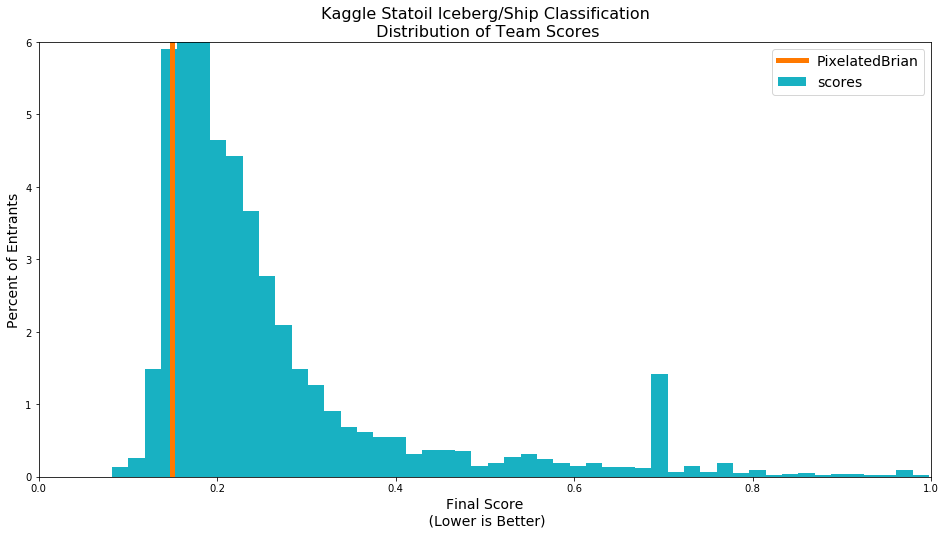 Kaggle Statoil Iceberg/Ship Classification
Distribution of Team Scores
PixelatedBrian
scores
6
5
4
3
2
1
0
Percent of Entrants
0.0 0.2 0.4 0.6 0.8 1.0
Final Score
(Lower is Better)